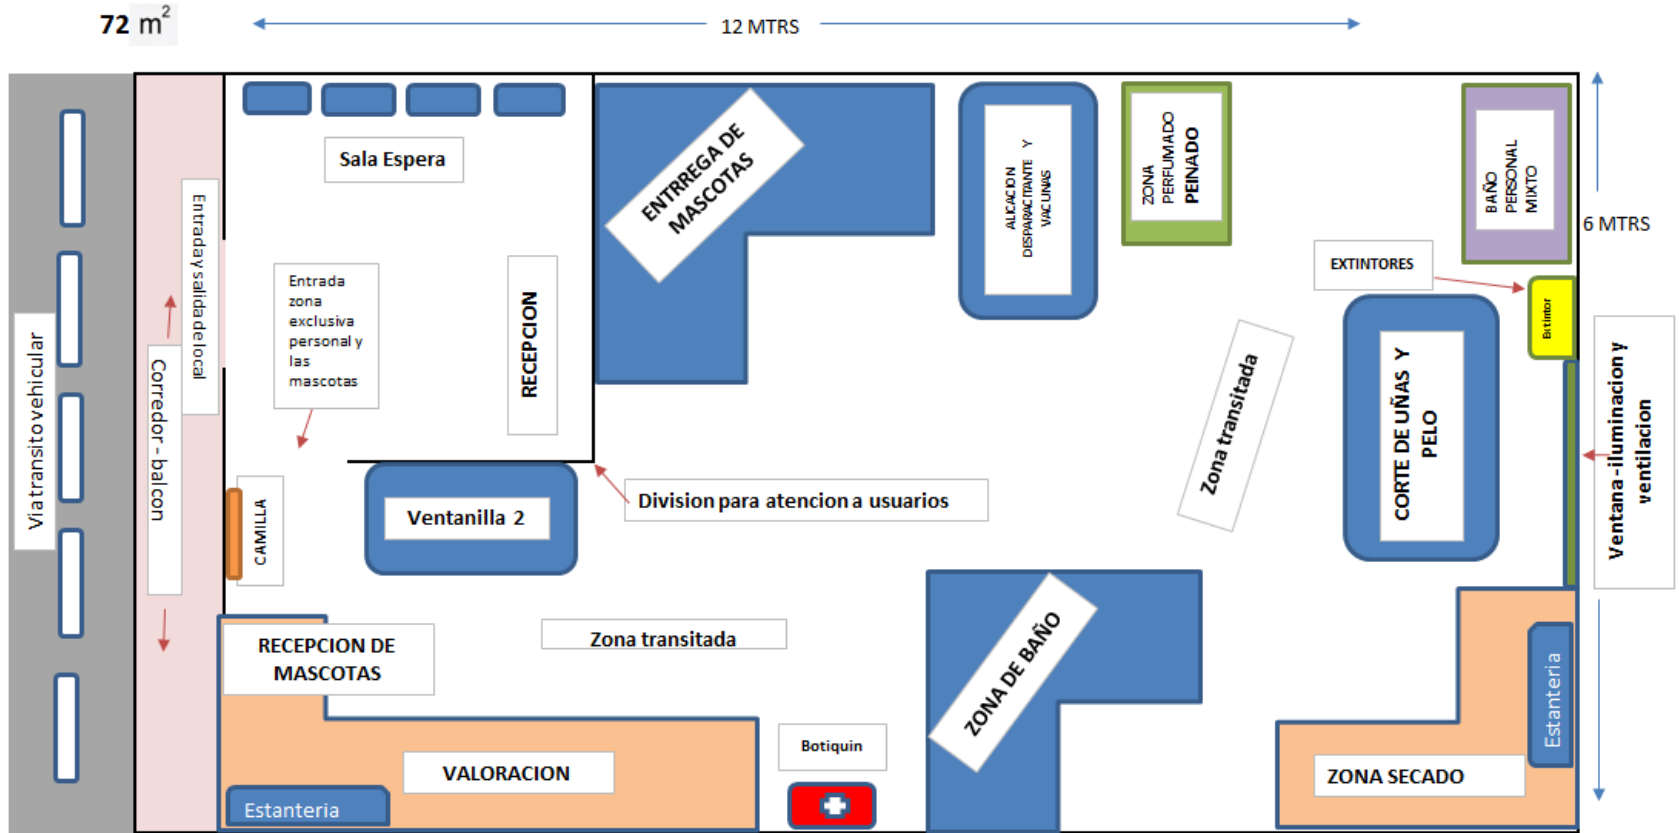 72 m²
12 MTRS
Sala Espera
ENTRREGA DE
MASCOTAS
ALICACION
DESPARACITANTE Y
VACUNAS
ZONA
PERFUMADO
PEINADO
BAÑO
PERSONAL
MIXTO
6 MTRS
EXTINTORES
Extintor
Entrada y salida de local
Entrada
zona
exclusiva
personal y
las
mascotas
RECEPCION
Via transito vehicular
Corredor - balcon
Zona transitada
CORTE DE UÑAS Y
PELO
Ventana -iluminacion y
ventilacion
CAMILLA
Ventanilla 2
Division para atencion a usuarios
RECEPCION DE
MASCOTAS
Zona transitada
ZONA DE BAÑO
Estanteria
Botiquin
VALORACION
ZONA SECADO
Estanteria